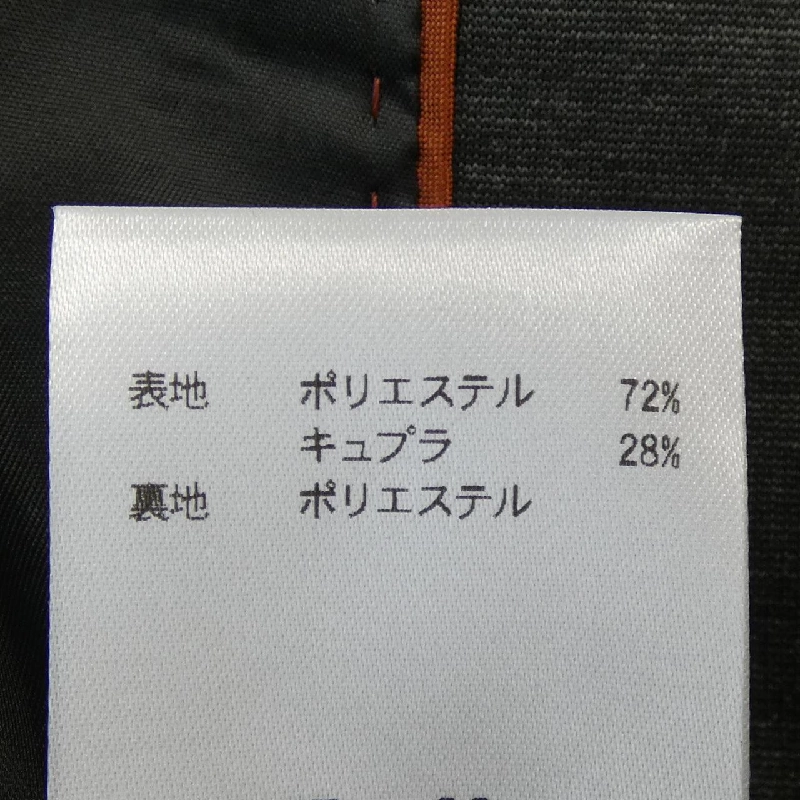 表地 ポリエステル 72%
キュプラ 28%
裏地 ポリエステル